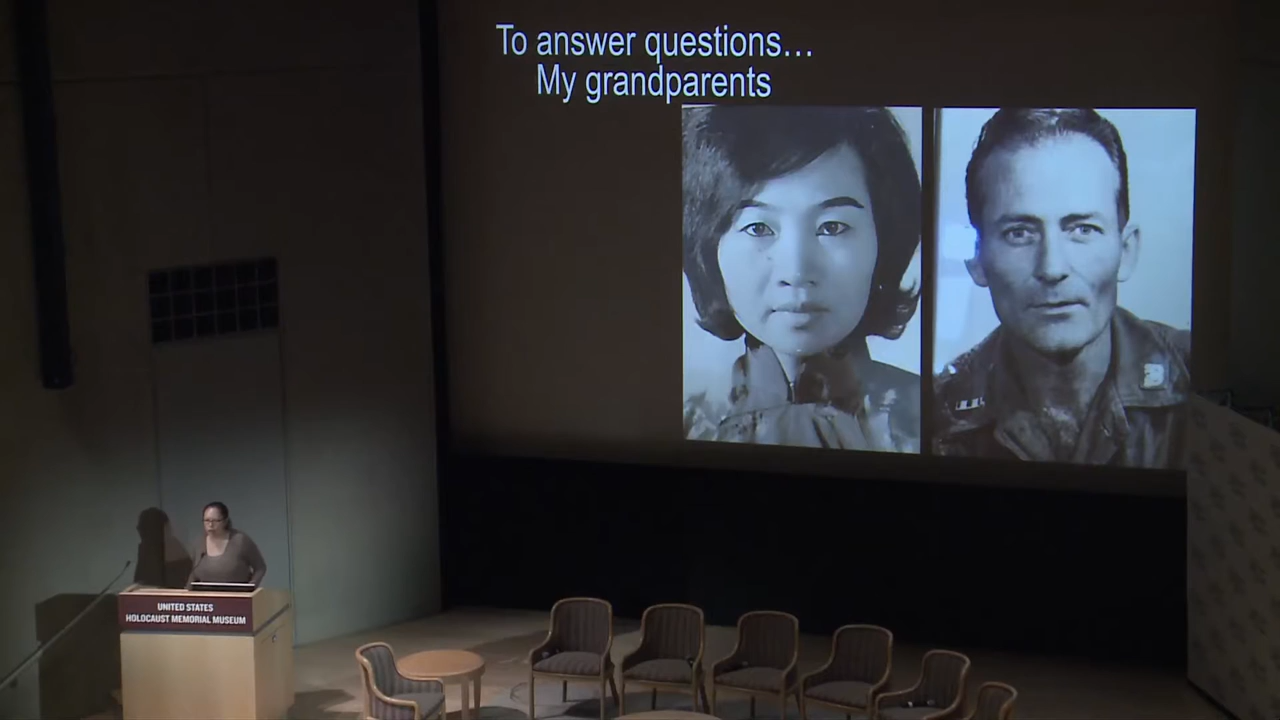 To answer questions…
My grandparents
UNITED STATES
HOLOCAUST MEMORIAL MUSEUM